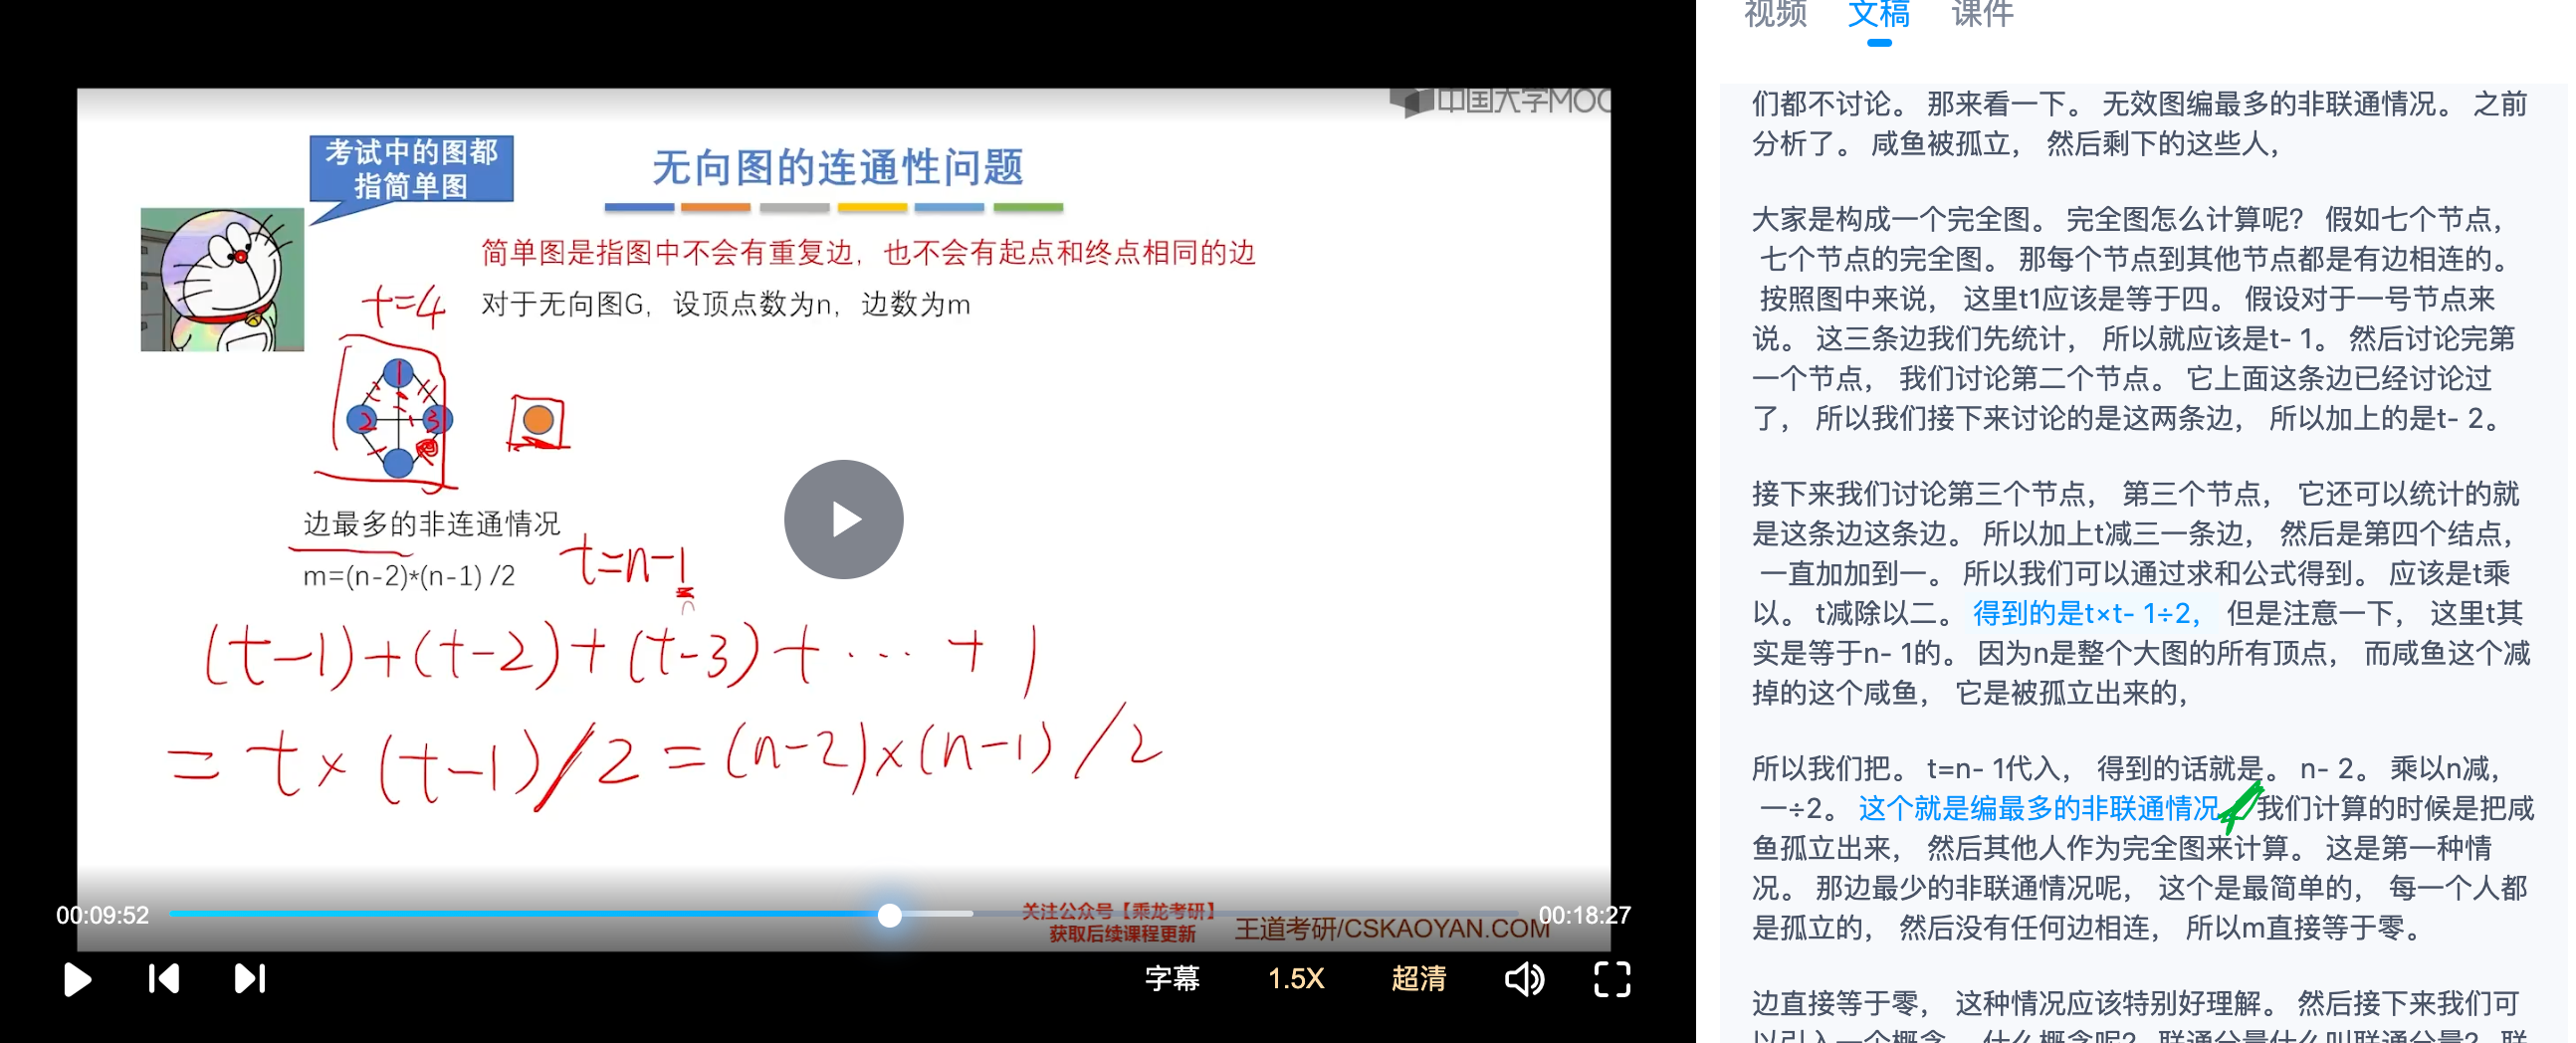 中国大学MOO
考试中的图都
指简单图
无向图的连通性问题
简单图是指图中不会有重复边，也不会有起点和终点相同的边
对于无向图G，设顶点数为n，边数为m
t=4
1
2
3
边最多的非连通情况
m=(n-2)*(n-1) /2
t=n-1
(t-1)+(t-2)+(t-3)+···+1
=t×(t-1)/2=(n-2)×(n-1)/2
关注公众号【乘龙考研】
获取后续课程更新
王道考研/CSKAOYAN.COM
00:09:52
00:18:27
字幕
1.5X
超清
视频 文稿 课件
们都不讨论。 那来看一下。 无效图编最多的非联通情况。 之前
分析了。 咸鱼被孤立， 然后剩下的这些人，
大家是构成一个完全图。 完全图怎么计算呢？ 假如七个节点，
七个节点的完全图。 那每个节点到其他节点都是有边相连的。
按照图中来说， 这里t1应该是等于四。 假设对于一号节点来
说。 这三条边我们先统计， 所以就应该是t- 1。 然后讨论完第
一个节点， 我们讨论第二个节点。 它上面这条边已经讨论过
了， 所以我们接下来讨论的是这两条边， 所以加上的是t- 2。
接下来我们讨论第三个节点， 第三个节点， 它还可以统计的就
是这条边这条边。 所以加上t减三一条边， 然后是第四个结点，
一直加加到一。 所以我们可以通过求和公式得到。 应该是t乘
以。 t减除以二。 得到的是t×t- 1÷2， 但是注意一下， 这里t其
实是等于n- 1的。 因为n是整个大图的所有顶点， 而咸鱼这个减
掉的这个咸鱼， 它是被孤立出来的，
所以我们把。 t=n- 1代入， 得到的话就是。 n- 2。 乘以n减，
一÷2。 这个就是编最多的非联通情况 我们计算的时候是把咸
鱼孤立出来， 然后其他人作为完全图来计算。 这是第一种情
况。 那边最少的非联通情况呢， 这个是最简单的， 每一个人都
是孤立的， 然后没有任何边相连， 所以m直接等于零。
边直接等于零， 这种情况应该特别好理解。 然后接下来我们可
以引入一个概念 什么概念呢？ 联通分量什么叫联通分量？ 联